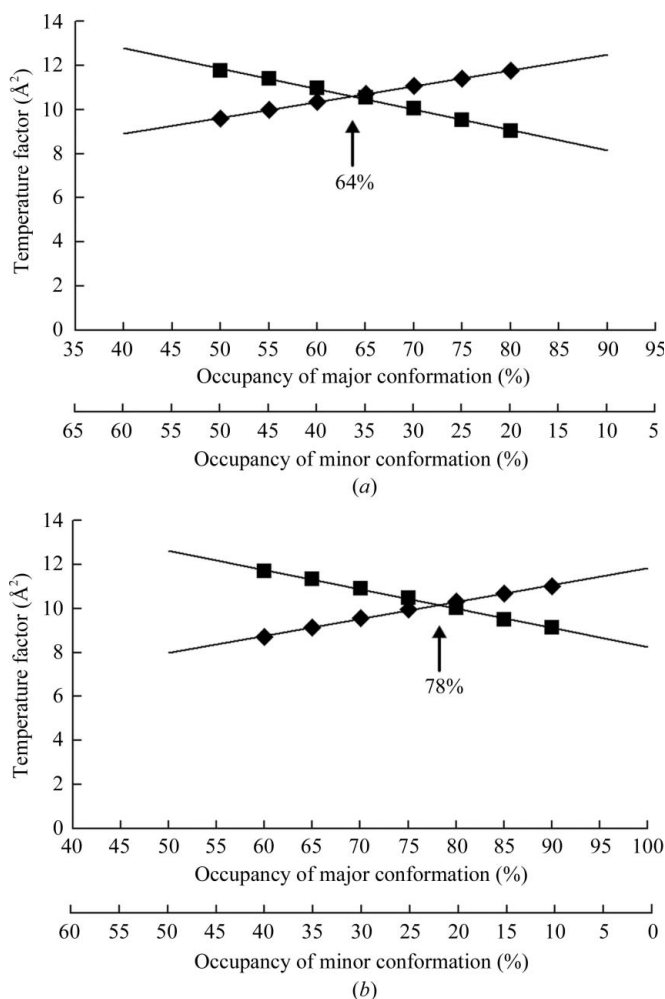 14
12
10
8
6
4
2
0
Temperature factor (Å²)
64%
35 40 45 50 55 60 65 70 75 80 85 90 95
Occupancy of major conformation (%)
65 60 55 50 45 40 35 30 25 20 15 10 5
Occupancy of minor conformation (%)
(a)
14
12
10
8
6
4
2
0
Temperature factor (Å²)
78%
40 45 50 55 60 65 70 75 80 85 90 95 100
Occupancy of major conformation (%)
60 55 50 45 40 35 30 25 20 15 10 5 0
Occupancy of minor conformation (%)
(b)